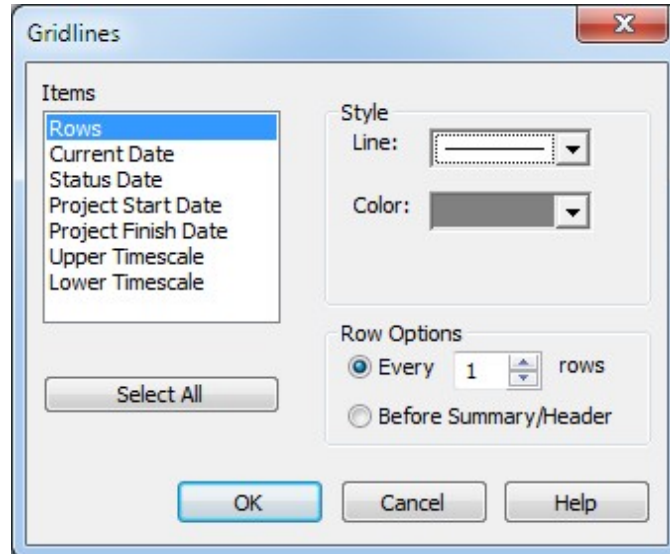 Gridlines
Items
Rows
Current Date
Status Date
Project Start Date
Project Finish Date
Upper Timescale
Lower Timescale
Select All
Style
Line:
Color:
Row Options
Every 1 rows
Before Summary/Header
OK Cancel Help